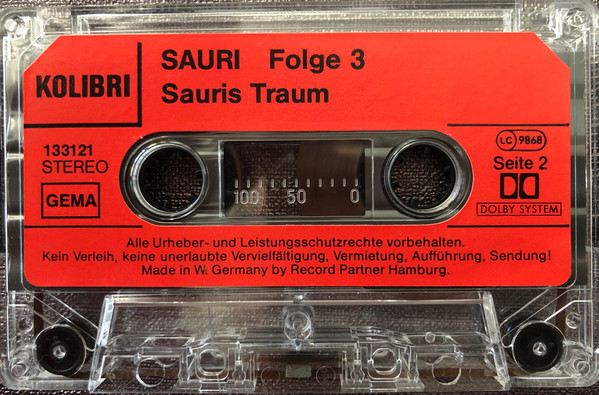 SAURI Folge 3
KOLIBRI
Sauris Traum
133121
STEREO
GEMA
100 50 0
LC 9868
Seite 2
DOLBY SYSTEM
Alle Urheber- und Leistungsschutzrechte vorbehalten.
Kein Verleih, keine unerlaubte Vervielfältigung, Vermietung, Aufführung, Sendung!
Made in W. Germany by Record Partner Hamburg.